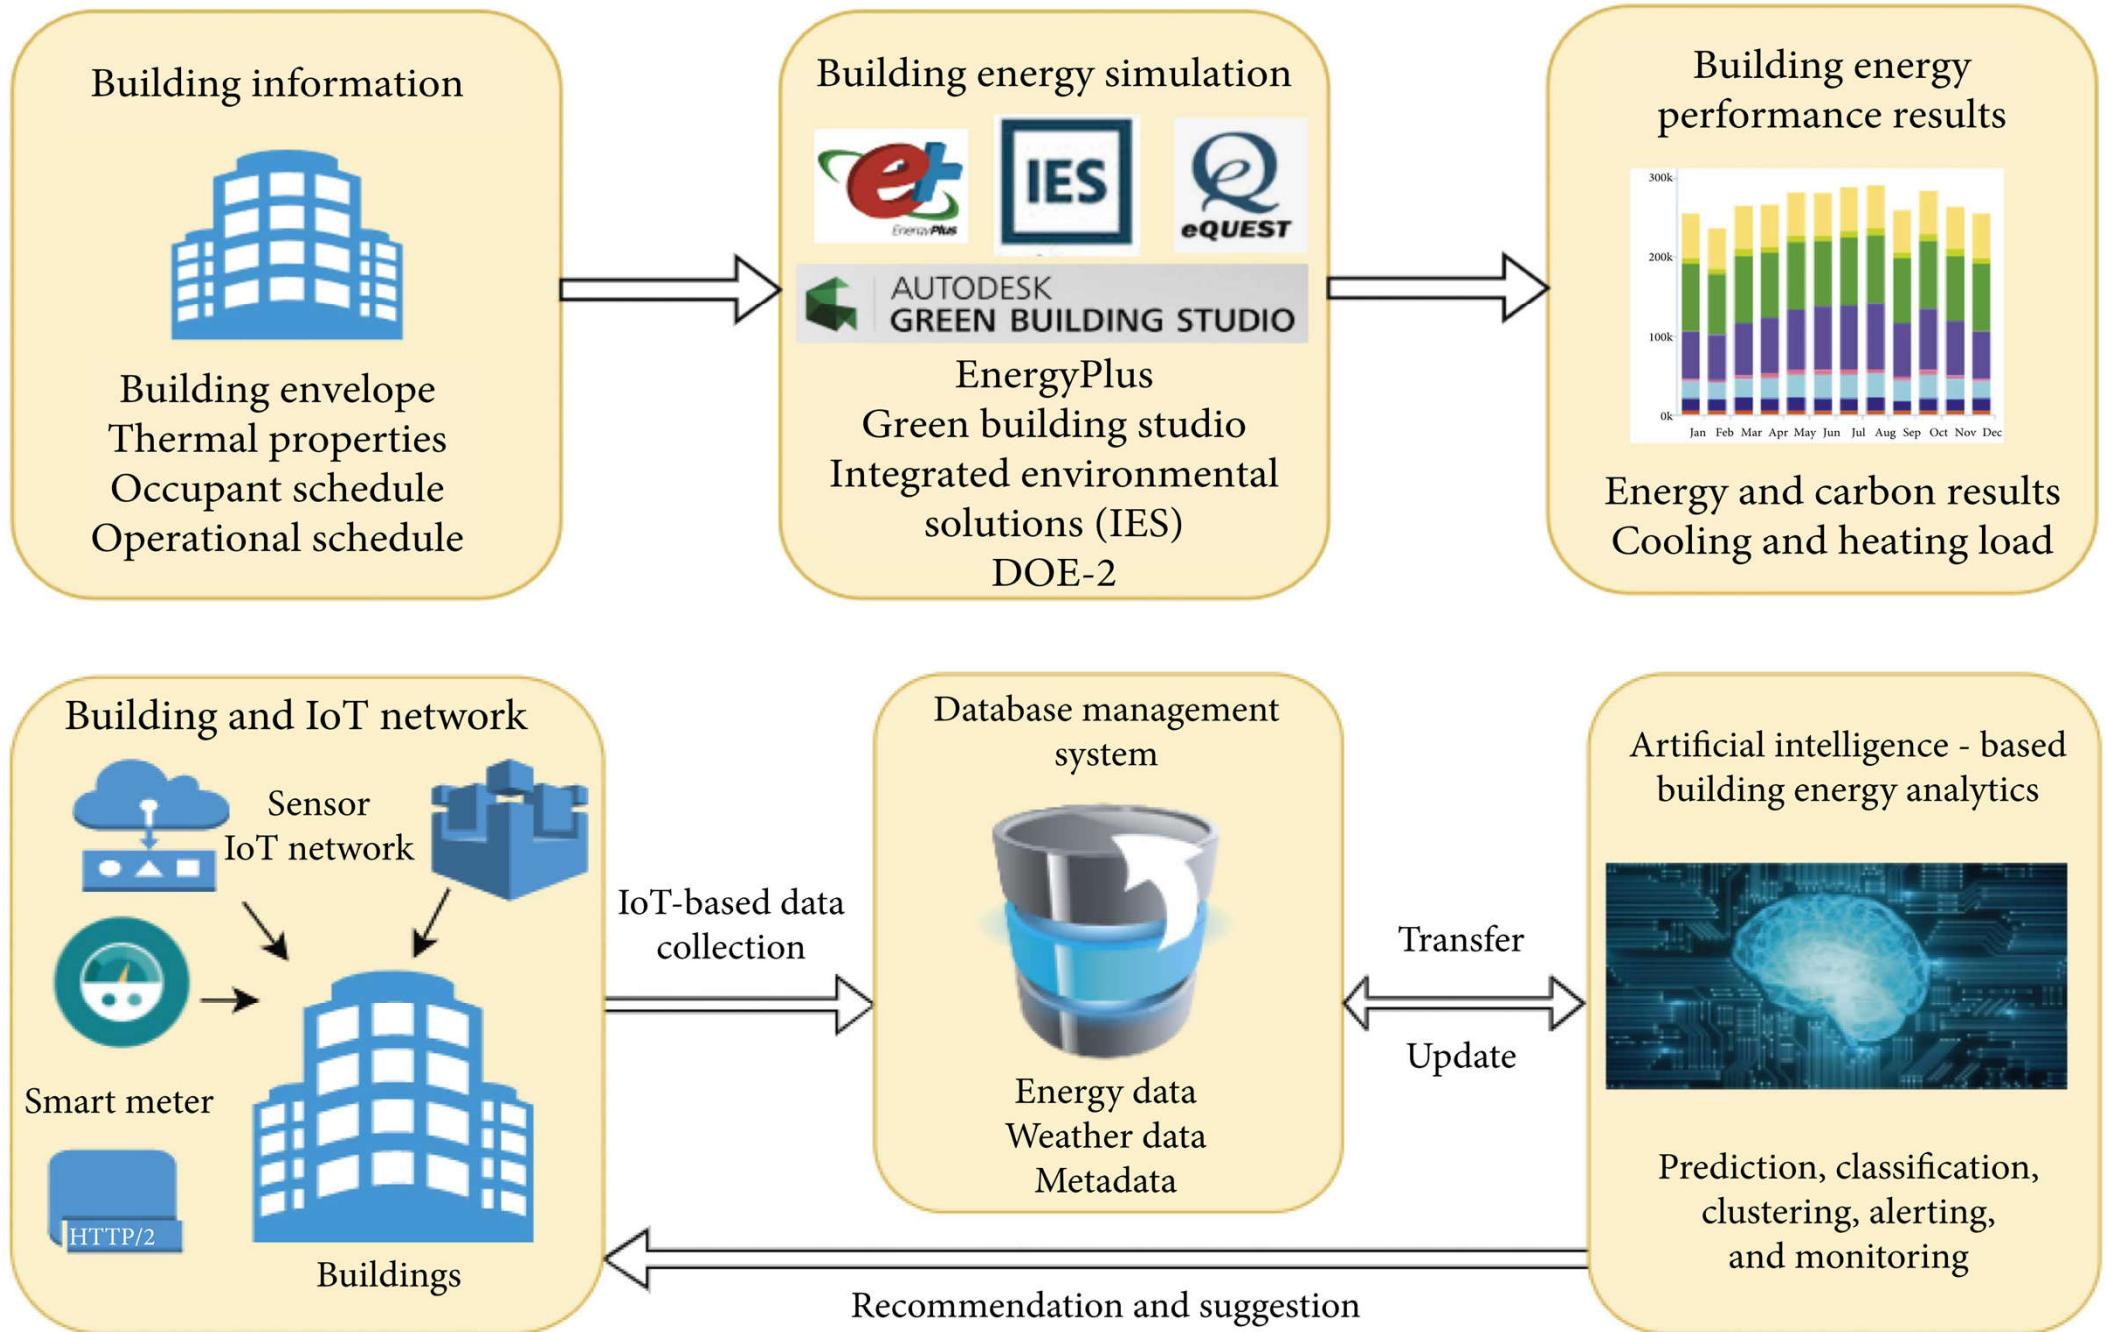 Building information
Building envelope
Thermal properties
Occupant schedule
Operational schedule
Building energy simulation
e+
EnergyPlus
IES
Q
eQUEST
AUTODESK
GREEN BUILDING STUDIO
EnergyPlus
Green building studio
Integrated environmental
solutions (IES)
DOE-2
Building energy
performance results
300k
200k
100k
0k
Jan Feb Mar Apr May Jun Jul Aug Sep Oct Nov Dec
Energy and carbon results
Cooling and heating load
Building and IoT network
Sensor
IoT network
Smart meter
HTTP/2
Buildings
IoT-based data
collection
Database management
system
Energy data
Weather data
Metadata
Transfer
Update
Artificial intelligence - based
building energy analytics
Prediction, classification,
clustering, alerting,
and monitoring
Recommendation and suggestion